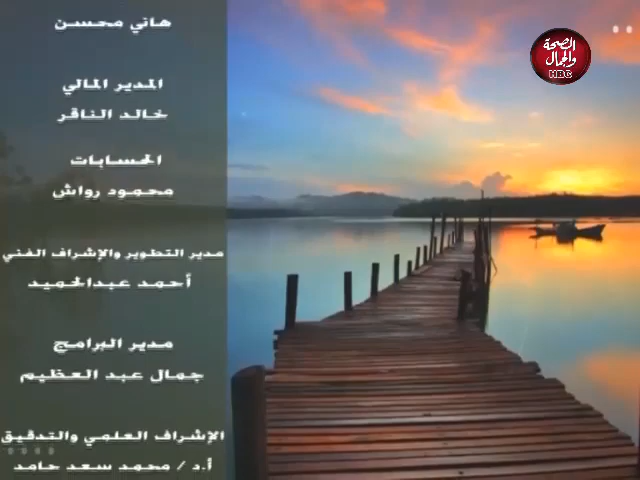 هاني محسن
المدير المالي
خالد الناقر
الحسابات
محمود رواش
مدير التطوير والإشراف الفني
أحمد عبدالحميد
مدير البرامج
جمال عبد العظيم
الإشراف العلمي والتدقيق
أ.د / محمد سعد حامد
الصحة
والجمال
HBC